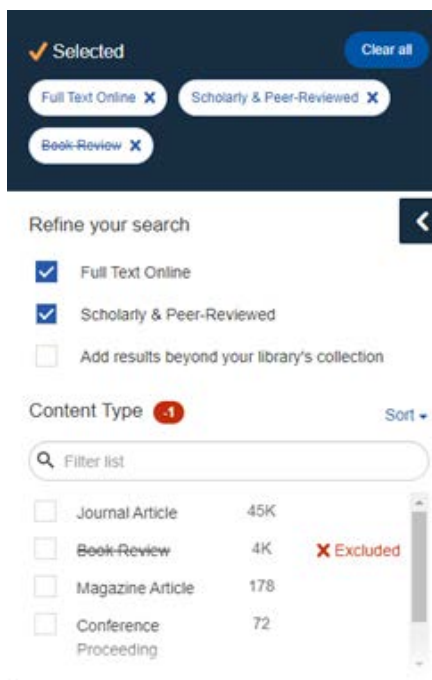 Selected
Clear all
Full Text Online X
Scholarly & Peer-Reviewed X
Book Review X
Refine your search
Full Text Online
Scholarly & Peer-Reviewed
Add results beyond your library's collection
Content Type -1
Sort
Filter list
Journal Article 45K
Book Review 4K X Excluded
Magazine Article 178
Conference 72
Proceeding